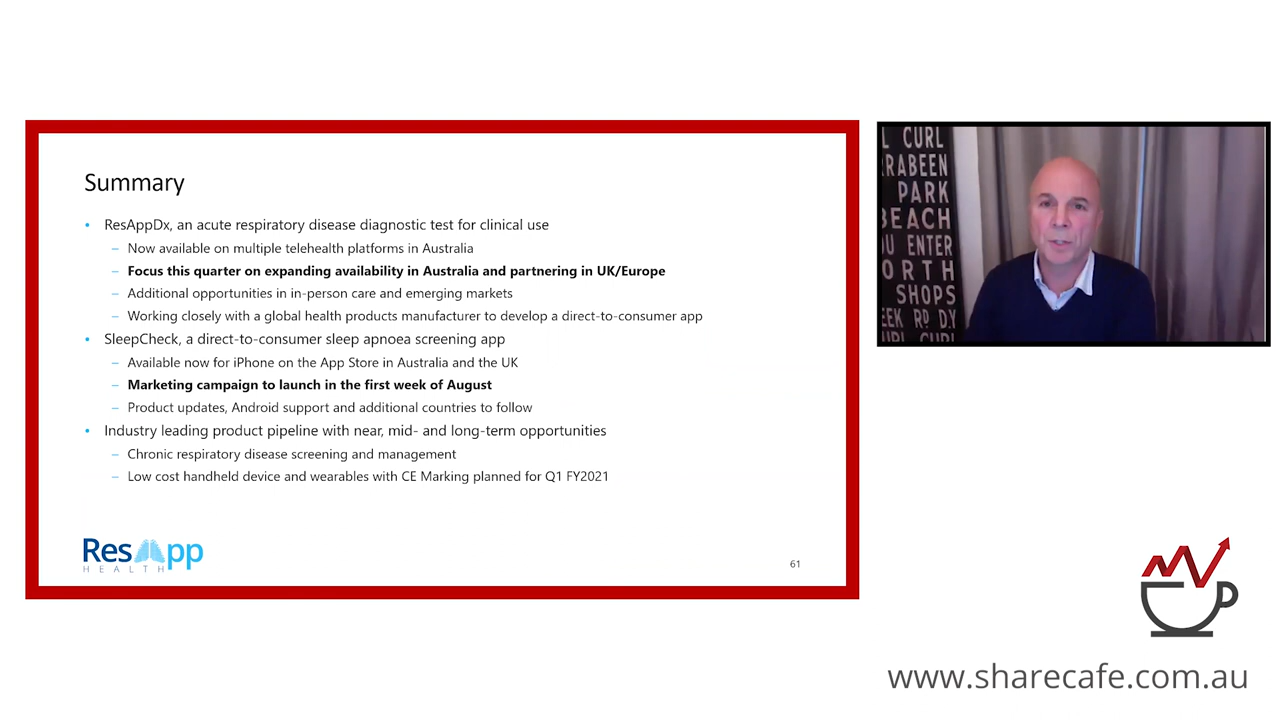 Summary
• ResAppDx, an acute respiratory disease diagnostic test for clinical use
– Now available on multiple telehealth platforms in Australia
– Focus this quarter on expanding availability in Australia and partnering in UK/Europe
– Additional opportunities in in-person care and emerging markets
– Working closely with a global health products manufacturer to develop a direct-to-consumer app
• SleepCheck, a direct-to-consumer sleep apnoea screening app
– Available now for iPhone on the App Store in Australia and the UK
– Marketing campaign to launch in the first week of August
– Product updates, Android support and additional countries to follow
• Industry leading product pipeline with near, mid- and long-term opportunities
– Chronic respiratory disease screening and management
– Low cost handheld device and wearables with CE Marking planned for Q1 FY2021
ResApp
HEALTH
61
L CURL
RABEEN
PARK
BEACH
U ENTER
ORTH
SHOPS
EEK RD DY
CURL
www.sharecafe.com.au